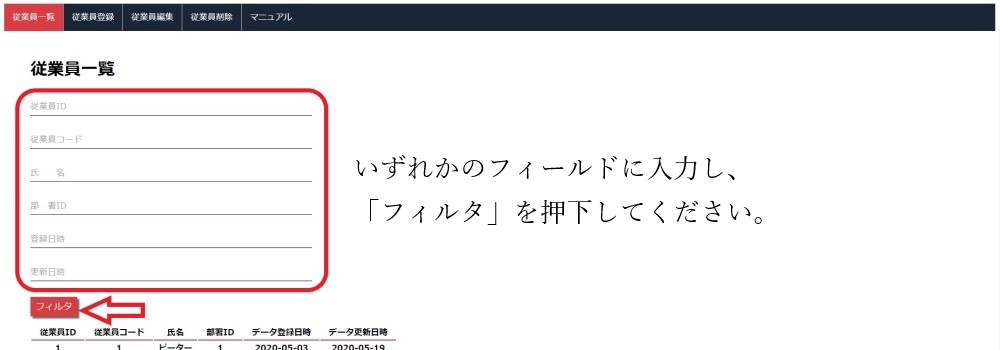 従業員一覧 従業員登録 従業員編集 従業員削除 マニュアル
従業員一覧
従業員ID
従業員コード
氏　　名
部　署ID
登録日時
更新日時
いずれかのフィールドに入力し、
「フィルタ」を押下してください。
フィルタ
従業員ID 従業員コード 氏名 部署ID データ登録日時 データ更新日時
1 1 ピーター 1 2020-05-03 2020-05-19